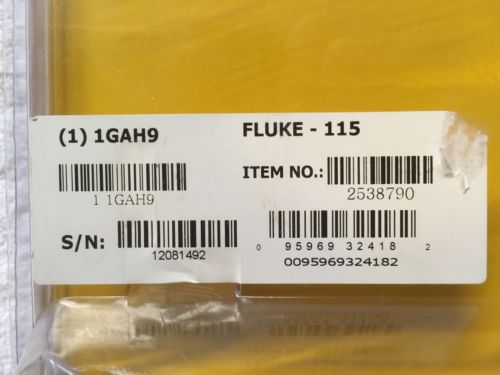 (1) 1GAH9
FLUKE - 115
1 1GAH9
ITEM NO.:
2538790
S/N:
12081492
0 95969 32418 2
0095969324182